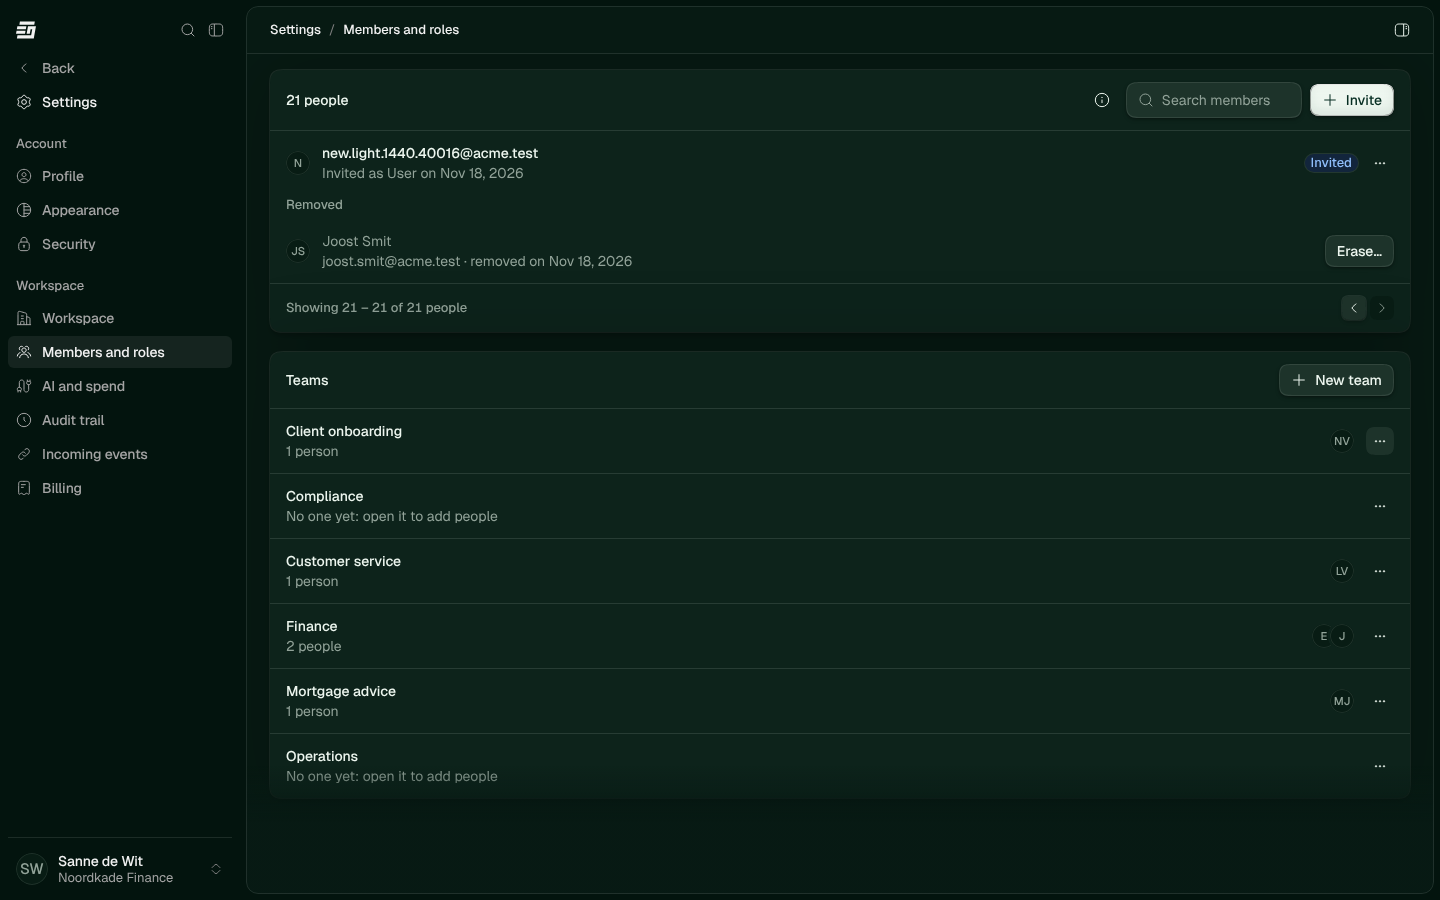 Settings / Members and roles
Back
Settings
Account
Profile
Appearance
Security
Workspace
Workspace
Members and roles
AI and spend
Audit trail
Incoming events
Billing
SW
Sanne de Wit
Noordkade Finance
21 people
Search members
Invite
N
new.light.1440.40016@acme.test
Invited as User on Nov 18, 2026
Invited
Removed
JS
Joost Smit
joost.smit@acme.test · removed on Nov 18, 2026
Erase...
Showing 21 – 21 of 21 people
Teams
New team
Client onboarding
1 person
NV
Compliance
No one yet: open it to add people
Customer service
1 person
LV
Finance
2 people
E J
Mortgage advice
1 person
MJ
Operations
No one yet: open it to add people